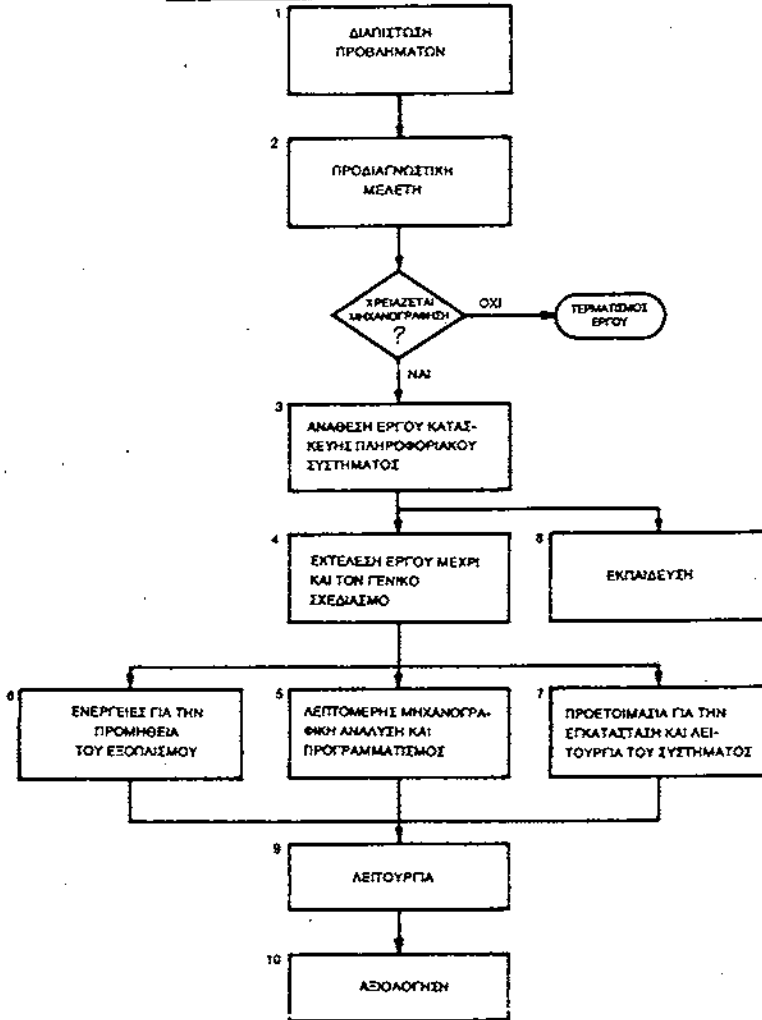 1
ΔΙΑΠΙΣΤΩΣΗ
ΠΡΟΒΛΗΜΑΤΩΝ
2
ΠΡΟΔΙΑΓΝΩΣΤΙΚΗ
ΜΕΛΕΤΗ
ΧΡΕΙΑΖΕΤΑΙ
ΜΗΧΑΝΟΓΡΑΦΗΣΗ
?
ΟΧΙ
ΤΕΡΜΑΤΙΣΜΟΣ
ΕΡΓΟΥ
ΝΑΙ
3
ΑΝΑΘΕΣΗ ΕΡΓΟΥ ΚΑΤΑΣ-
ΚΕΥΗΣ ΠΛΗΡΟΦΟΡΙΑΚΟΥ
ΣΥΣΤΗΜΑΤΟΣ
4
ΕΚΤΕΛΕΣΗ ΕΡΓΟΥ ΜΕΧΡΙ
ΚΑΙ ΤΟΝ ΓΕΝΙΚΟ
ΣΧΕΔΙΑΣΜΟ
8
ΕΚΠΑΙΔΕΥΣΗ
6
ΕΝΕΡΓΕΙΕΣ ΓΙΑ ΤΗΝ
ΠΡΟΜΗΘΕΙΑ
ΤΟΥ ΕΞΟΠΛΙΣΜΟΥ
5
ΛΕΠΤΟΜΕΡΗΣ ΜΗΧΑΝΟΓΡΑ-
ΦΙΚΗ ΑΝΑΛΥΣΗ ΚΑΙ
ΠΡΟΓΡΑΜΜΑΤΙΣΜΟΣ
7
ΠΡΟΕΤΟΙΜΑΣΙΑ ΓΙΑ ΤΗΝ
ΕΓΚΑΤΑΣΤΑΣΗ ΚΑΙ ΛΕΙ-
ΤΟΥΡΓΙΑ ΤΟΥ ΣΥΣΤΗΜΑΤΟΣ
9
ΛΕΙΤΟΥΡΓΙΑ
10
ΑΞΙΟΛΟΓΗΣΗ